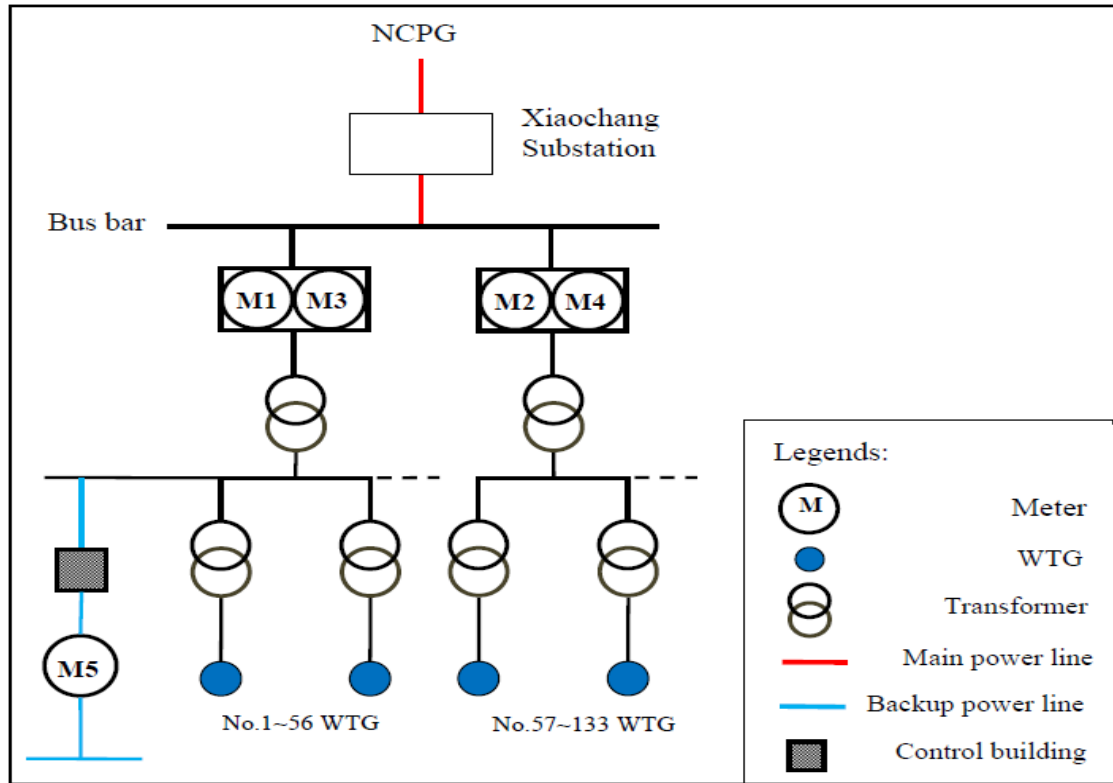 NCPG
Xiaochang
Substation
Bus bar
M1 M3 M2 M4
M5
No.1~56 WTG
No.57~133 WTG
Legends:
M Meter
WTG
Transformer
Main power line
Backup power line
Control building